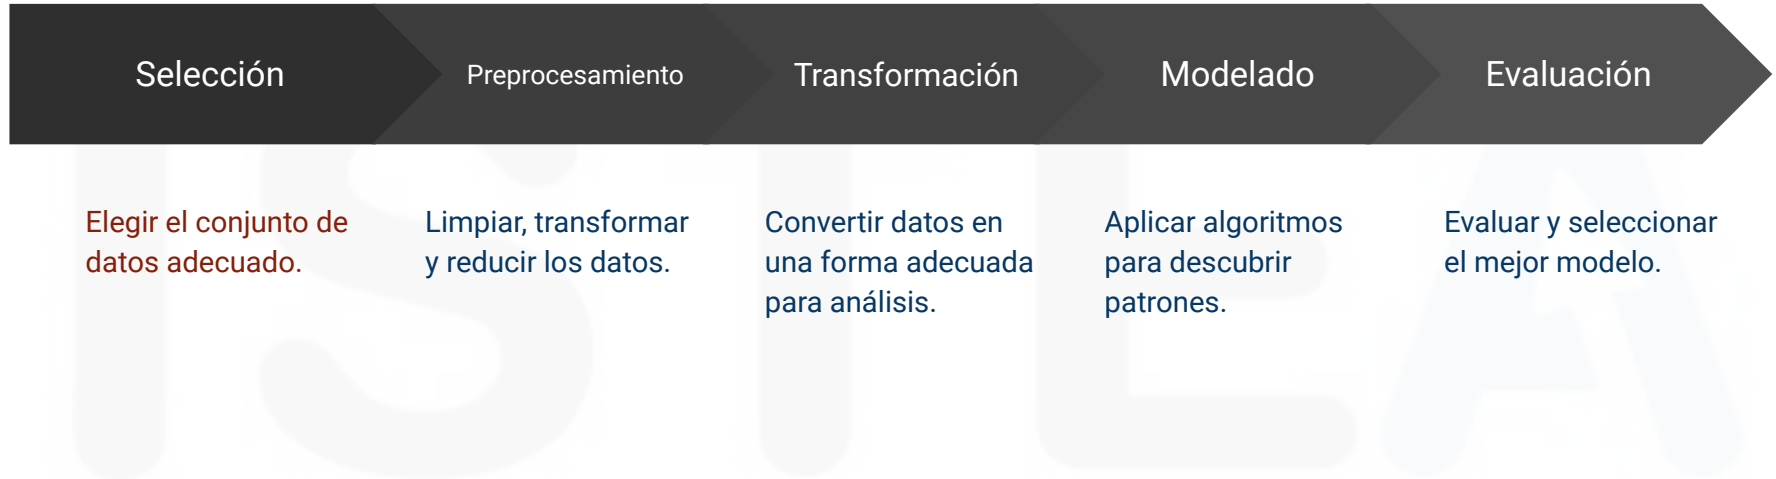 Selección
Preprocesamiento
Transformación
Modelado
Evaluación
Elegir el conjunto de
datos adecuado.
Limpiar, transformar
y reducir los datos.
Convertir datos en
una forma adecuada
para análisis.
Aplicar algoritmos
para descubrir
patrones.
Evaluar y seleccionar
el mejor modelo.
ISTEA